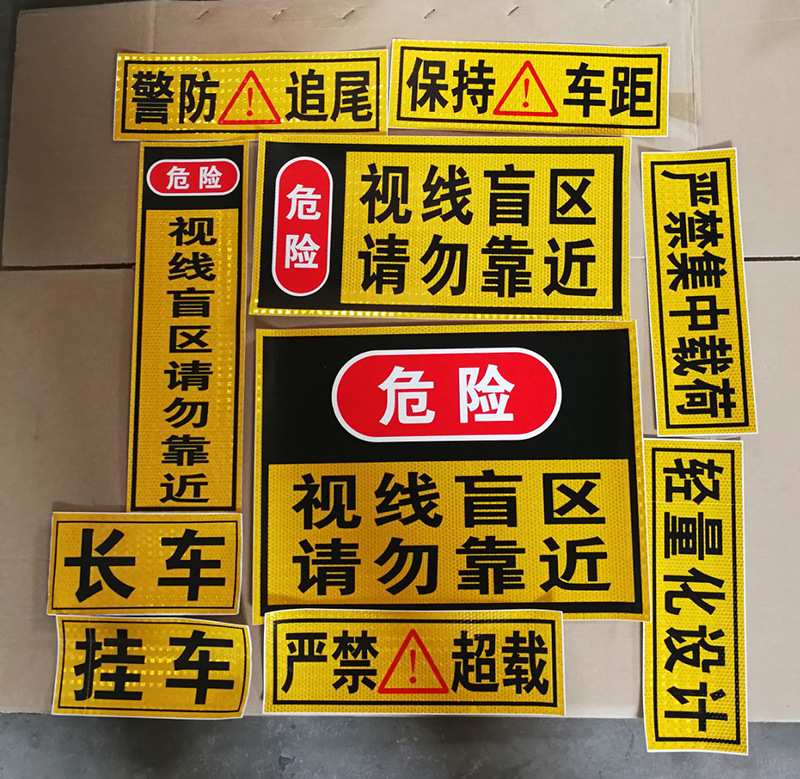 警防⚠追尾
保持⚠车距
危险
视线盲区请勿靠近
危险
视线盲区
请勿靠近
严禁集中载荷
危险
视线盲区
请勿靠近
轻量化设计
长车
挂车
严禁⚠超载